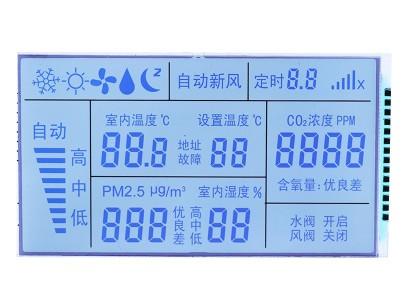 z
自动新风
定时8.8
x
自动
高
中
低
室内温度℃
设置温度℃
88.8
地址
故障
88
CO₂浓度 PPM
8888
含氧量: 优良差
PM2.5 μg/m³
室内湿度 %
888
优良差
高中低
88
水阀 开启
风阀 关闭